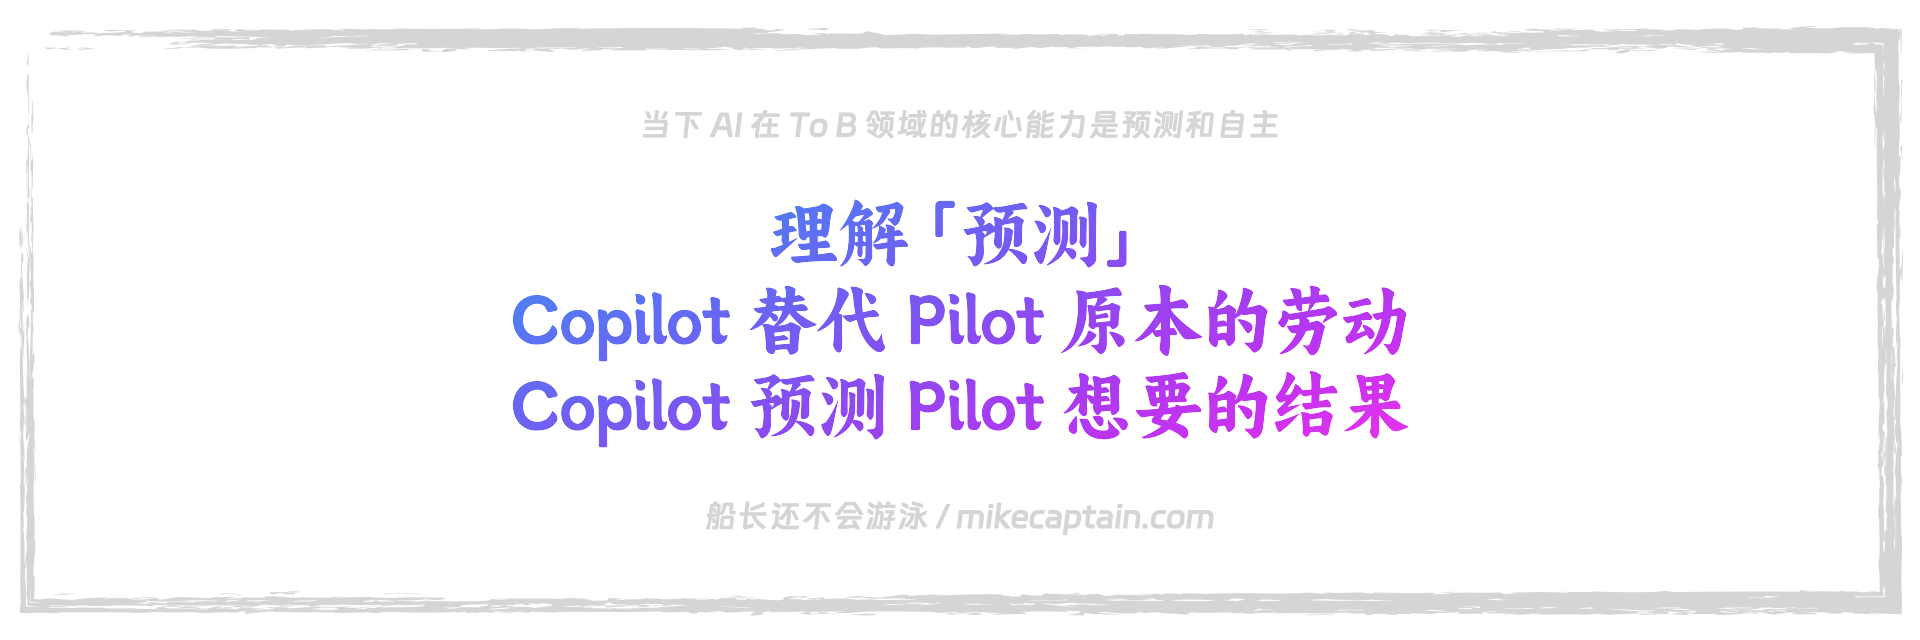 当下 AI 在 To B 领域的核心能力是预测和自主
理解「预测」
Copilot 替代 Pilot 原本的劳动
Copilot 预测 Pilot 想要的结果
船长还不会游泳 / mikecaptain.com